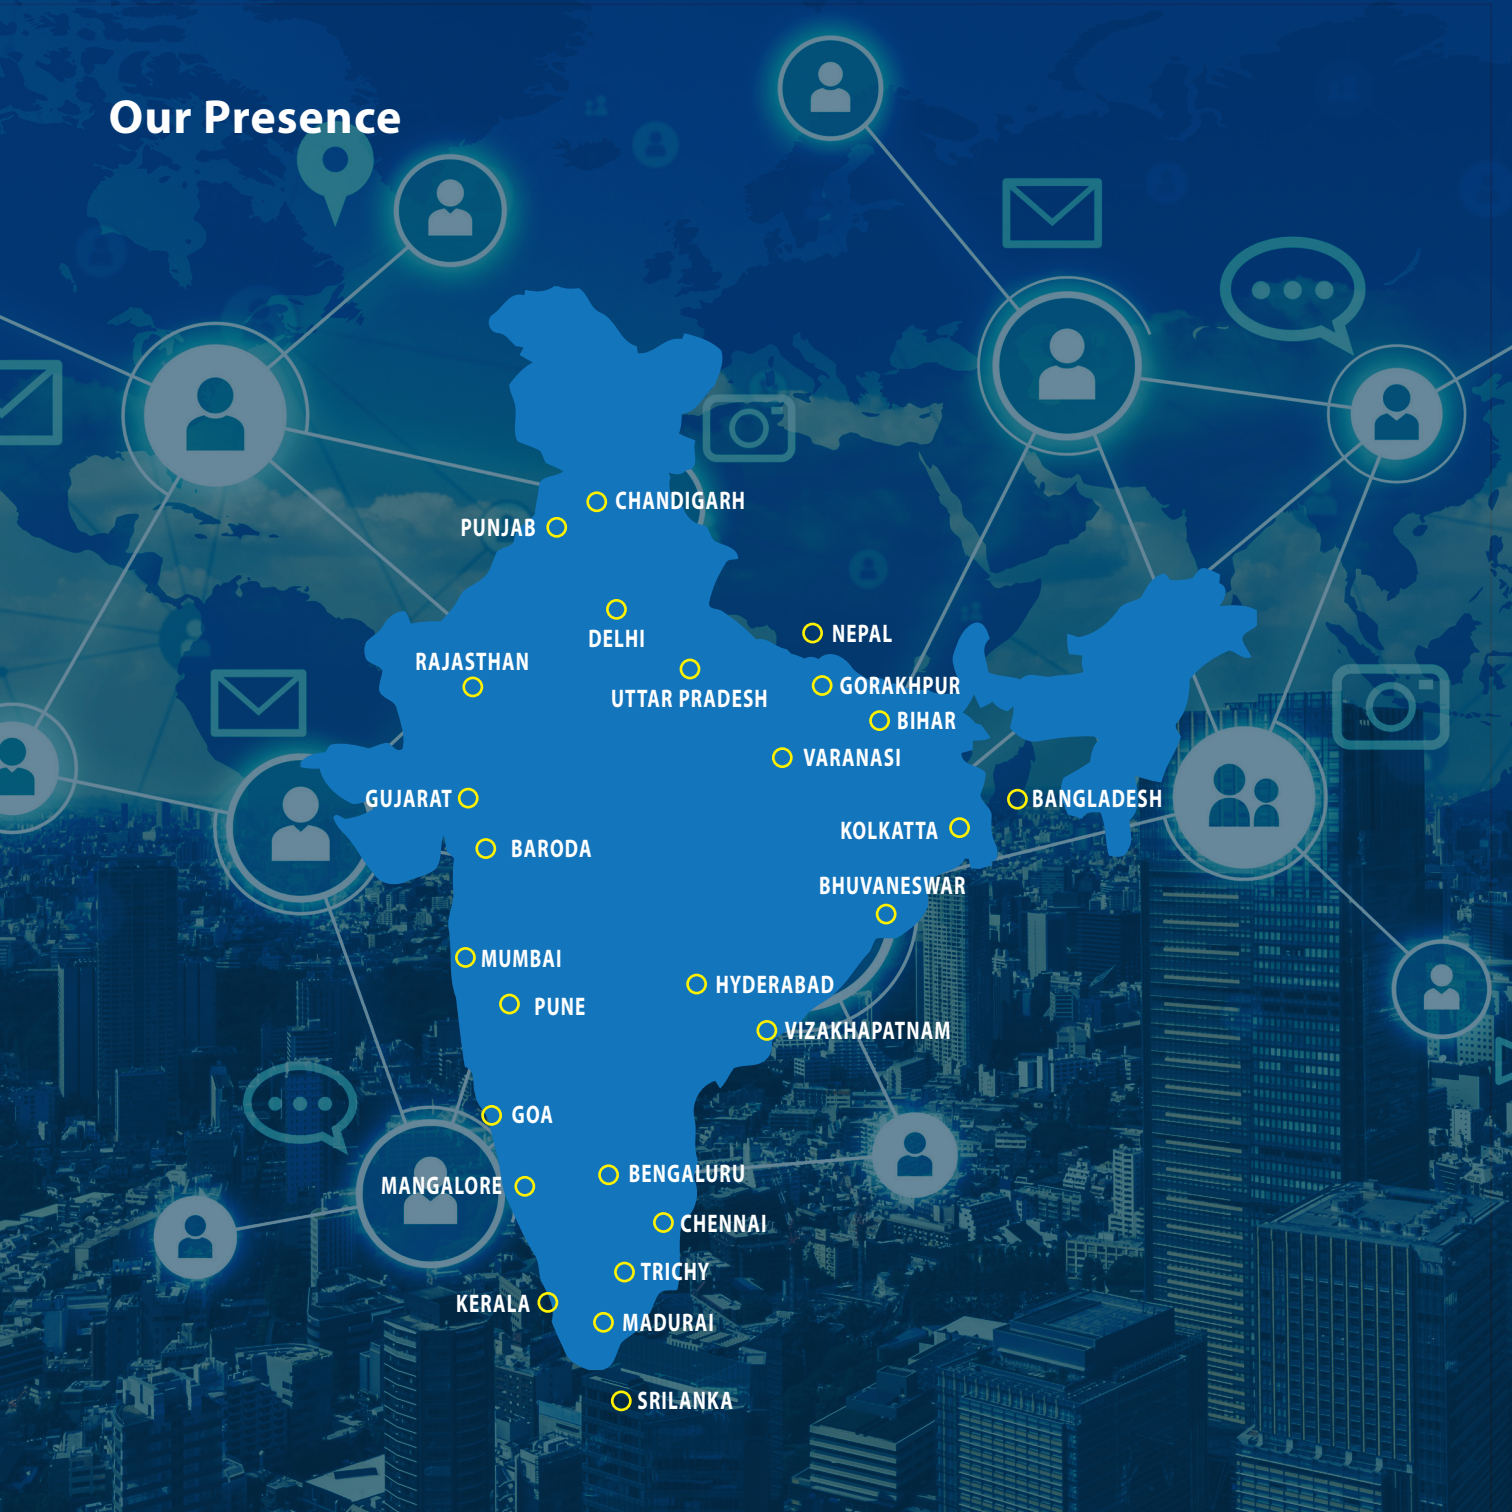 Our Presence
CHANDIGARH
PUNJAB
DELHI
NEPAL
RAJASTHAN
GORAKHPUR
UTTAR PRADESH
BIHAR
VARANASI
GUJARAT
BANGLADESH
KOLKATTA
BARODA
BHUVANESWAR
MUMBAI
HYDERABAD
PUNE
VIZAKHAPATNAM
GOA
BENGALURU
MANGALORE
CHENNAI
TRICHY
KERALA
MADURAI
SRILANKA